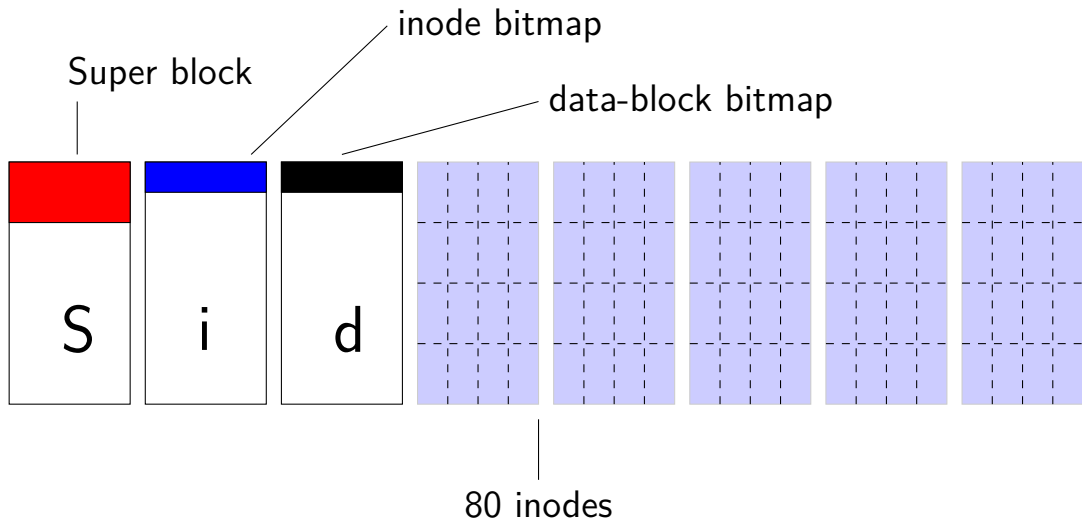 inode bitmap
Super block
data-block bitmap
S i d
80 inodes